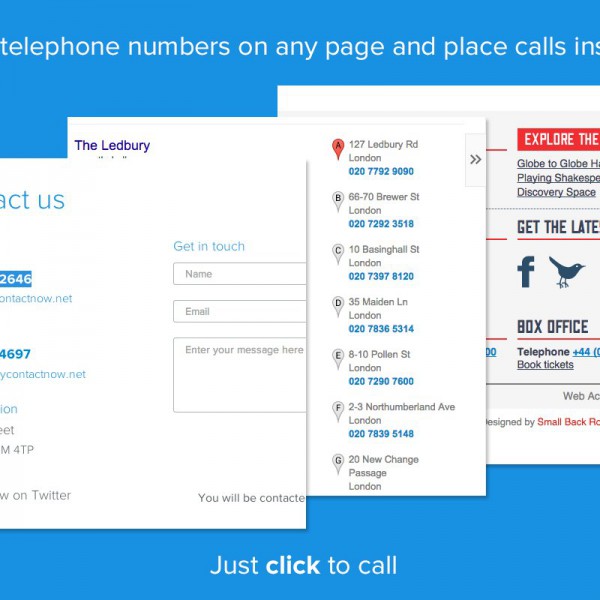 telephone numbers on any page and place calls ins
act us
2646
contactnow.net
4697
ycontactnow.net
ion
eet
M 4TP
w on Twitter
Get in touch
Name
Email
Enter your message here
You will be contacte
The Ledbury
A
127 Ledbury Rd
London
020 7792 9090
B
66-70 Brewer St
London
020 7292 3518
C
10 Basinghall St
London
020 7397 8120
D
35 Maiden Ln
London
020 7836 5314
E
8-10 Pollen St
London
020 7290 7600
F
2-3 Northumberland Ave
London
020 7839 5148
G
20 New Change
Passage
London
»
EXPLORE THE
Globe to Globe Ha
Playing Shakespe
Discovery Space
GET THE LATES
BOX OFFICE
00
Telephone +44 (0
Book tickets
Web Ac
esigned by Small Back Ro
Just click to call